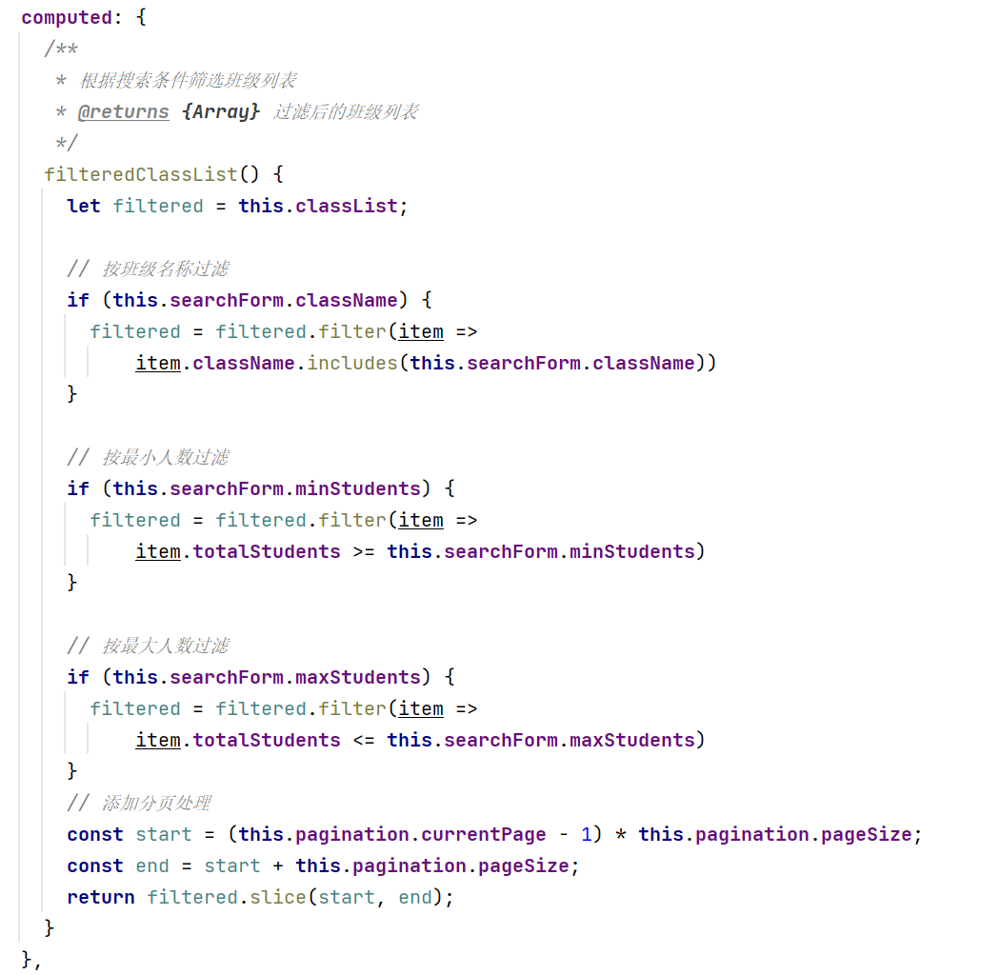 computed: {
  /**
   * 根据搜索条件筛选班级列表
   * @returns {Array} 过滤后的班级列表
   */
  filteredClassList() {
    let filtered = this.classList;

    // 按班级名称过滤
    if (this.searchForm.className) {
      filtered = filtered.filter(item =>
          item.className.includes(this.searchForm.className))
    }

    // 按最小人数过滤
    if (this.searchForm.minStudents) {
      filtered = filtered.filter(item =>
          item.totalStudents >= this.searchForm.minStudents)
    }

    // 按最大人数过滤
    if (this.searchForm.maxStudents) {
      filtered = filtered.filter(item =>
          item.totalStudents <= this.searchForm.maxStudents)
    }
    // 添加分页处理
    const start = (this.pagination.currentPage - 1) * this.pagination.pageSize;
    const end = start + this.pagination.pageSize;
    return filtered.slice(start, end);
  }
},